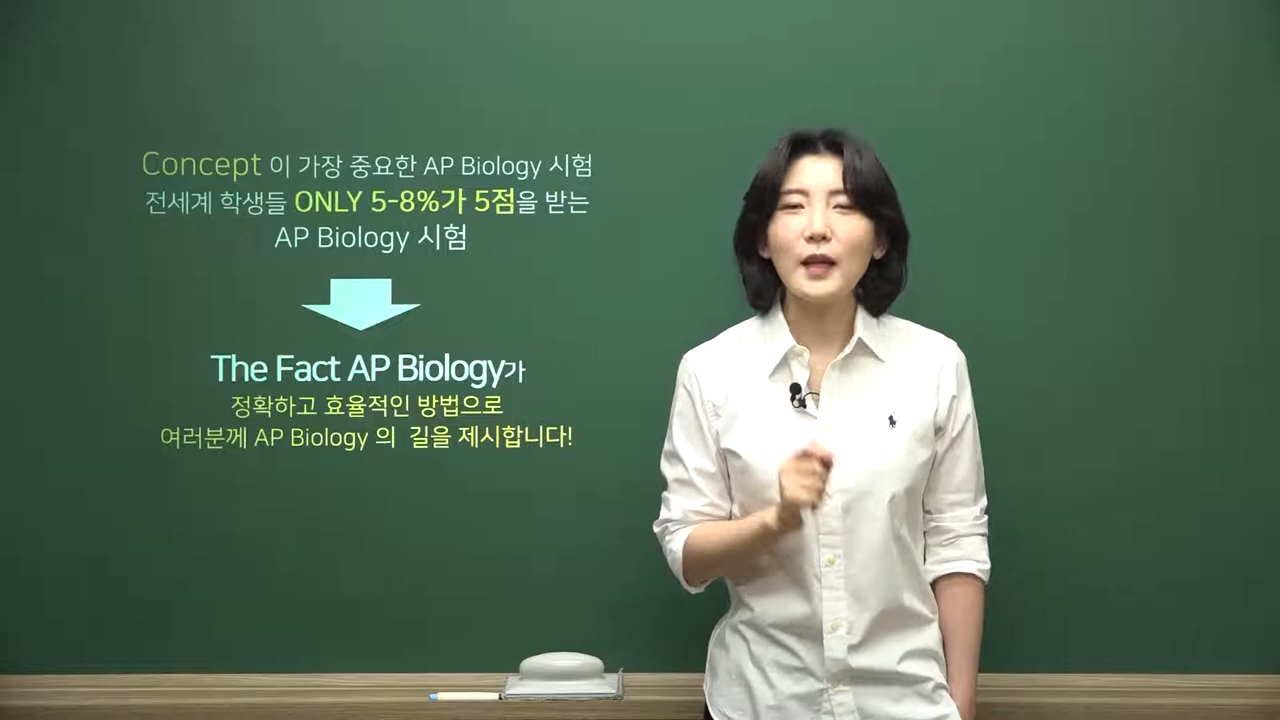 Concept 이 가장 중요한 AP Biology 시험
전세계 학생들 ONLY 5-8%가 5점을 받는
AP Biology 시험
The Fact AP Biology가
정확하고 효율적인 방법으로
여러분께 AP Biology 의 길을 제시합니다!